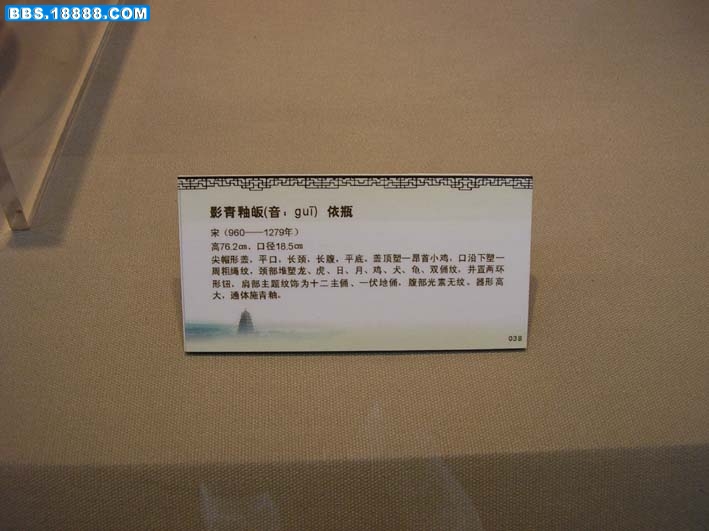 BBS.18888.COM
影青釉皈(音：guī) 依瓶
宋（960——1279年）
高76.2㎝，口径18.5㎝
尖帽形盖，平口，长颈，长腹，平底，盖顶塑一昂首小鸡，口沿下塑一
周粗绳纹，颈部堆塑龙、虎、日、月、鸡、犬、龟、双俑纹，并置两环
形钮，肩部主题纹饰为十二主俑、一伏地俑，腹部光素无纹，器形高
大，通体施青釉。
038